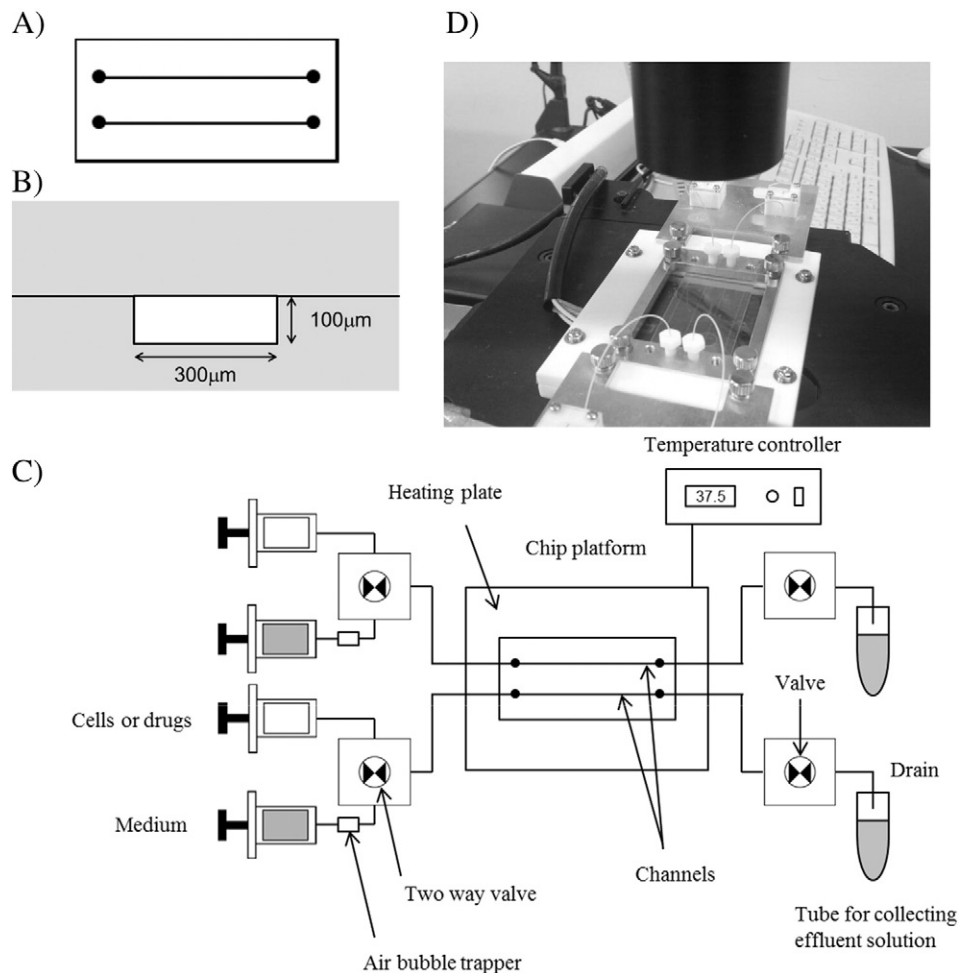 A)
D)
B)
100μm
300μm
Temperature controller
C)
Heating plate
37.5
Chip platform
Valve
Cells or drugs
Drain
Medium
Channels
Two way valve
Tube for collecting
effluent solution
Air bubble trapper